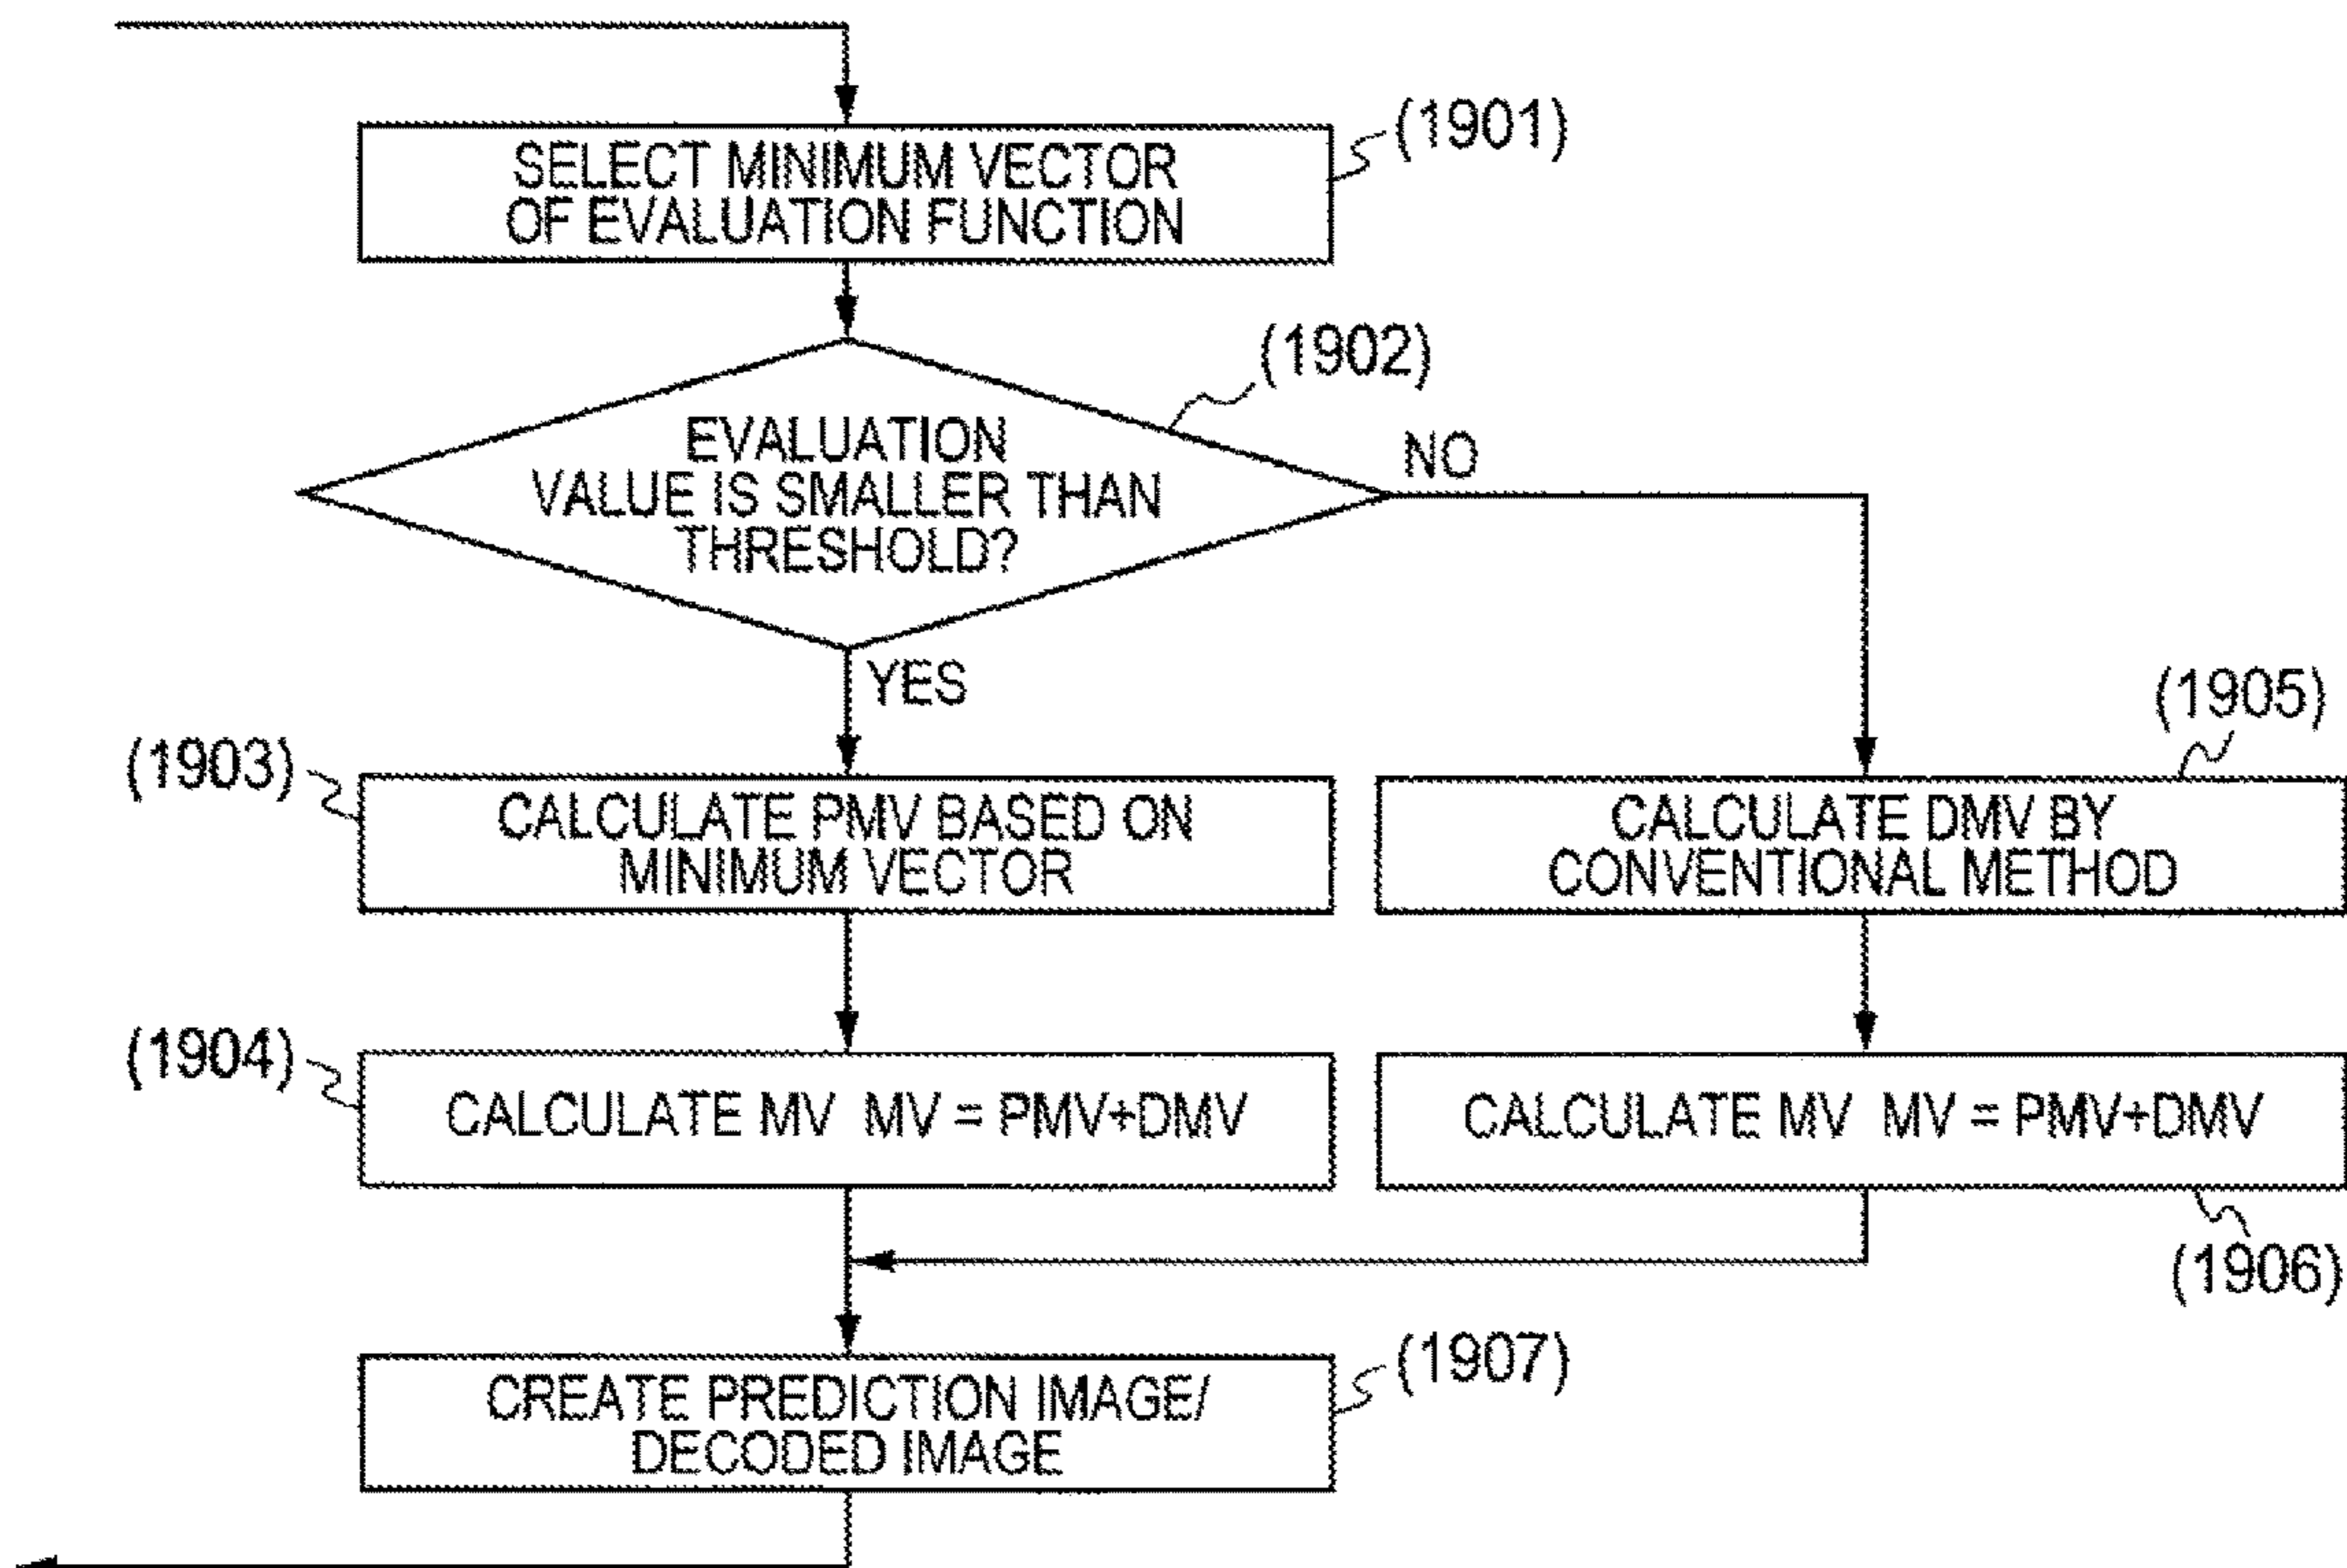 (1901)
SELECT MINIMUM VECTOR
OF EVALUATION FUNCTION
(1902)
EVALUATION
VALUE IS SMALLER THAN
THRESHOLD?
NO
YES
(1903)
CALCULATE PMV BASED ON
MINIMUM VECTOR
(1905)
CALCULATE DMV BY
CONVENTIONAL METHOD
(1904)
CALCULATE MV MV = PMV+DMV
CALCULATE MV MV = PMV+DMV
(1906)
(1907)
CREATE PREDICTION IMAGE/
DECODED IMAGE